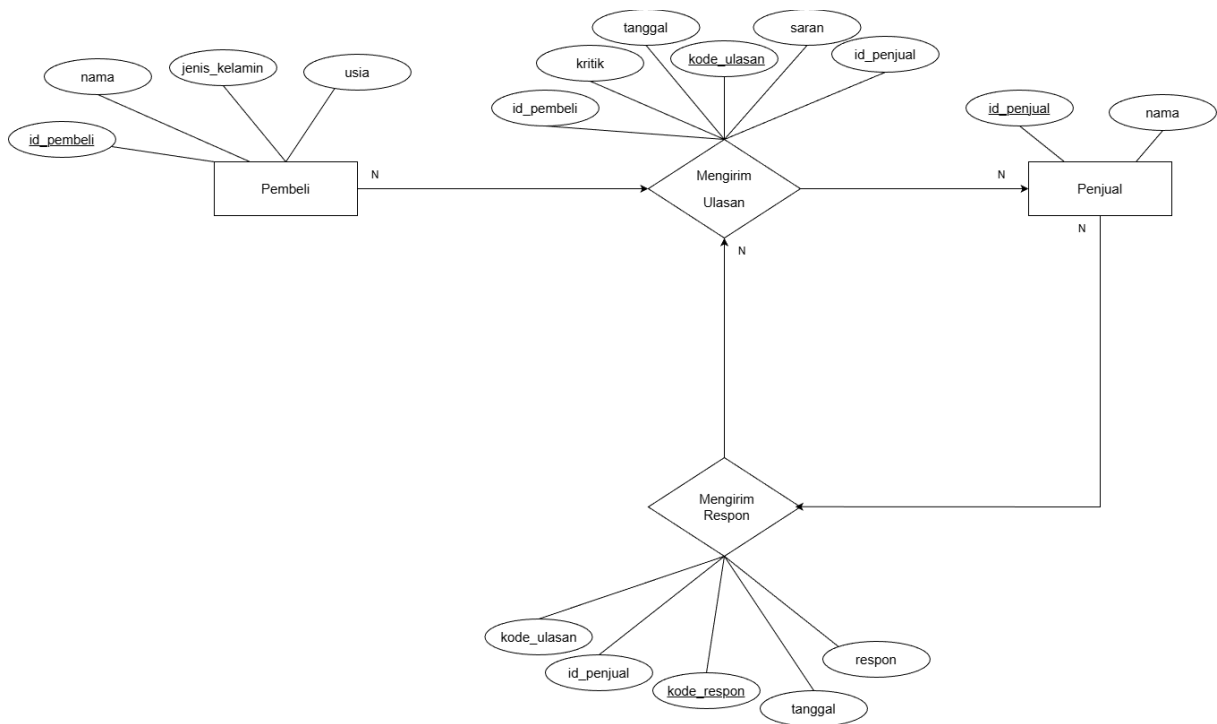 tanggal
saran
jenis_kelamin
kode_ulasan
id_penjual
nama
usia
kritik
id_pembeli
id_pembeli
id_penjual
nama
Pembeli
N
Mengirim
Ulasan
N
Penjual
N
N
Mengirim
Respon
kode_ulasan
id_penjual
kode_respon
tanggal
respon